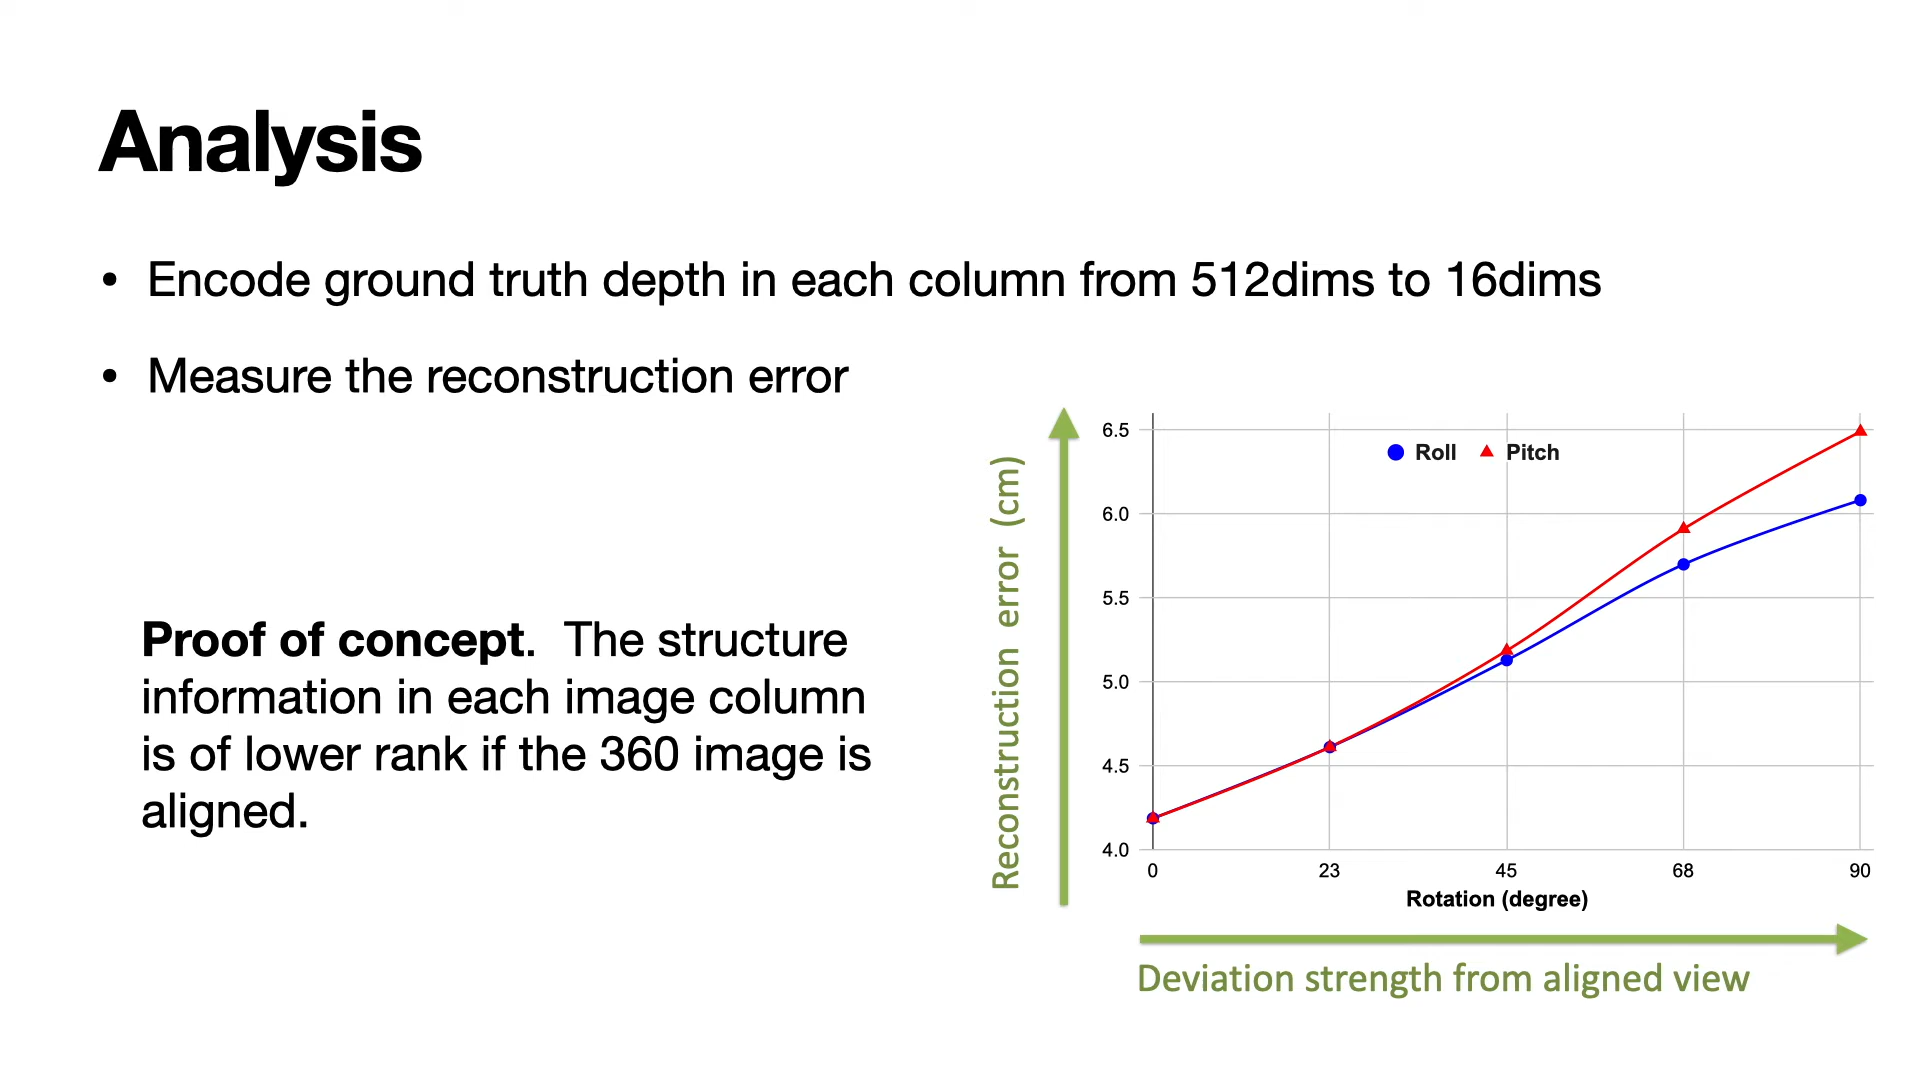 Analysis
• Encode ground truth depth in each column from 512dims to 16dims
• Measure the reconstruction error
Proof of concept. The structure
information in each image column
is of lower rank if the 360 image is
aligned.
Reconstruction error (cm)
6.5
6.0
5.5
5.0
4.5
4.0
Roll Pitch
0 23 45 68 90
Rotation (degree)
Deviation strength from aligned view